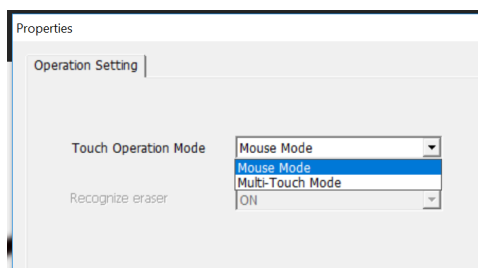 Properties
Operation Setting
Touch Operation Mode Mouse Mode
Mouse Mode
Multi-Touch Mode
Recognize eraser ON